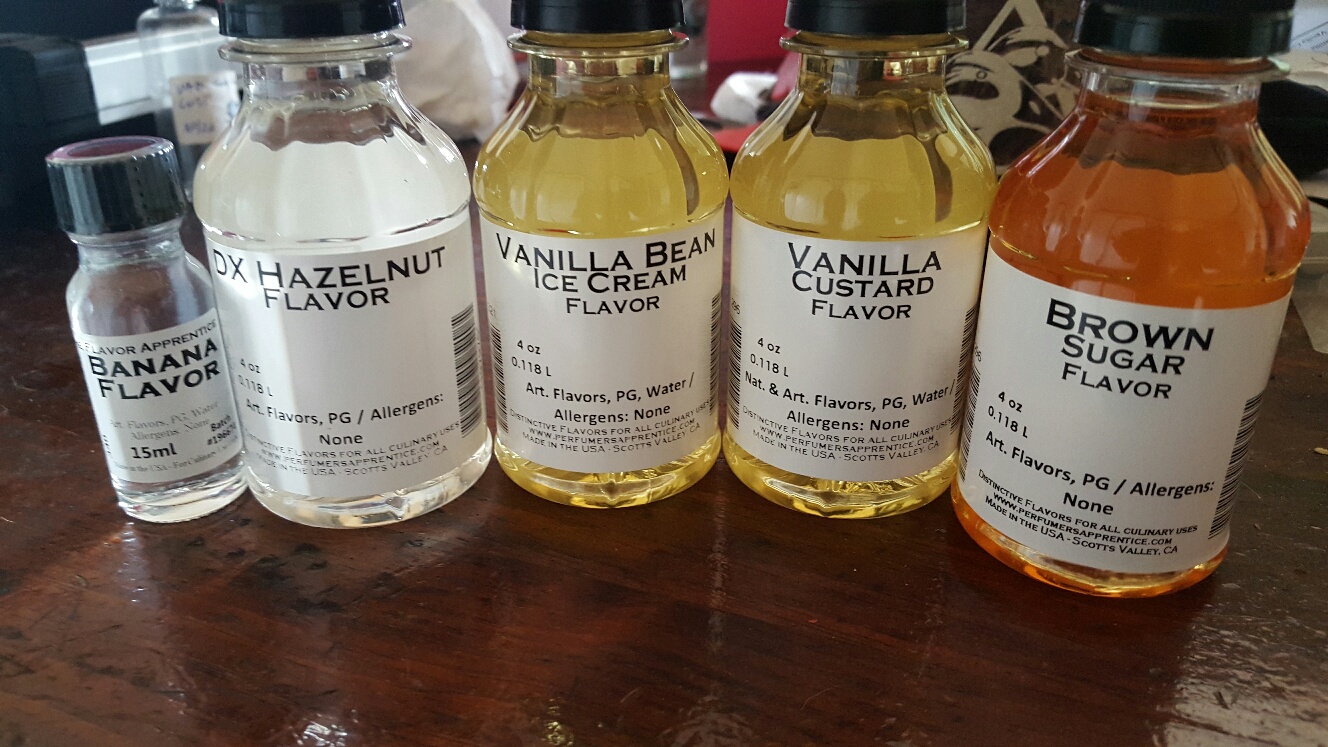 FLAVOR APPRENTICE
BANANA
FLAVOR
Art. Flavors, PG, Water
Allergens: None
Batch
15ml
DX HAZELNUT
FLAVOR
4 oz
0.118 L
Art. Flavors, PG / Allergens:
None
DISTINCTIVE FLAVORS FOR ALL CULINARY USES
WWW.PERFUMERSAPPRENTICE.COM
MADE IN THE USA - SCOTTS VALLEY, CA
VANILLA BEAN
ICE CREAM
FLAVOR
4 oz
0.118 L
Art. Flavors, PG, Water /
Allergens: None
DISTINCTIVE FLAVORS FOR ALL CULINARY USES
WWW.PERFUMERSAPPRENTICE.COM
MADE IN THE USA - SCOTTS VALLEY, CA
VANILLA
CUSTARD
FLAVOR
4 oz
0.118 L
Nat. & Art. Flavors, PG, Water /
Allergens: None
DISTINCTIVE FLAVORS FOR ALL CULINARY USES
WWW.PERFUMERSAPPRENTICE.COM
MADE IN THE USA - SCOTTS VALLEY, CA
BROWN
SUGAR
FLAVOR
4 oz
0.118 L
Art. Flavors, PG / Allergens:
None
DISTINCTIVE FLAVORS FOR ALL CULINARY USES
WWW.PERFUMERSAPPRENTICE.COM
MADE IN THE USA - SCOTTS VALLEY, CA